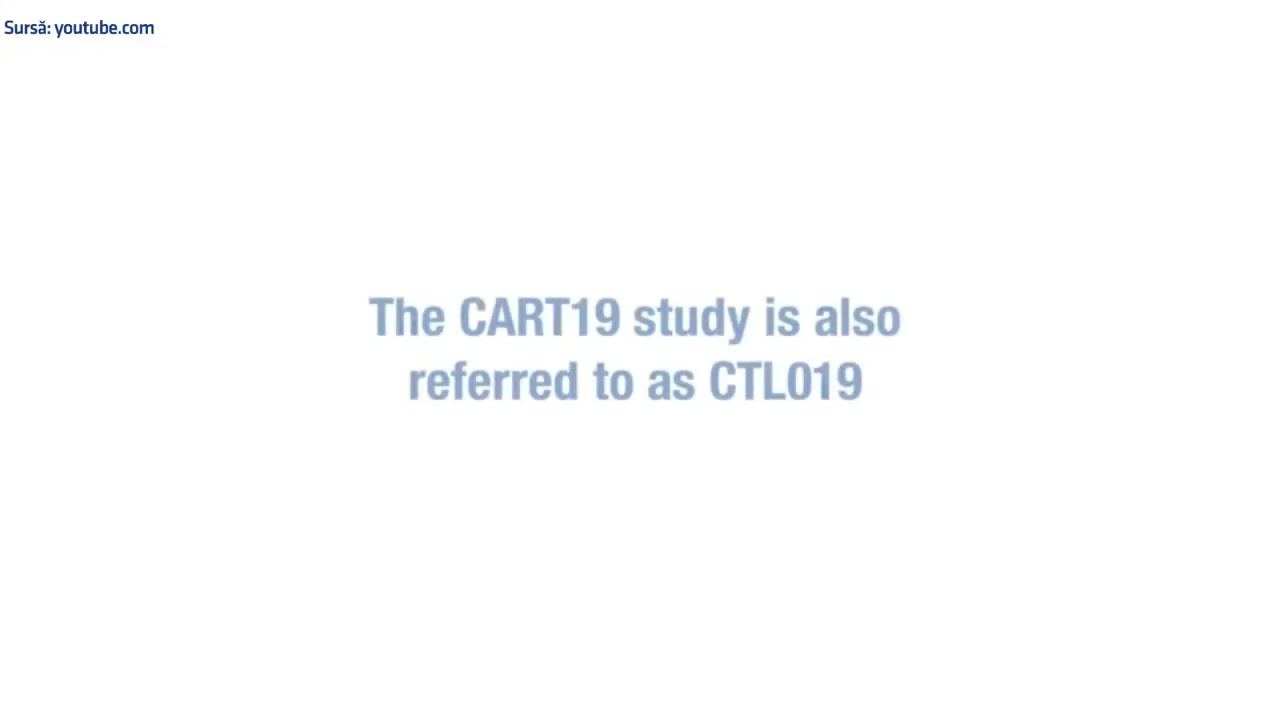 Sursă: youtube.com
The CART19 study is also
referred to as CTL019